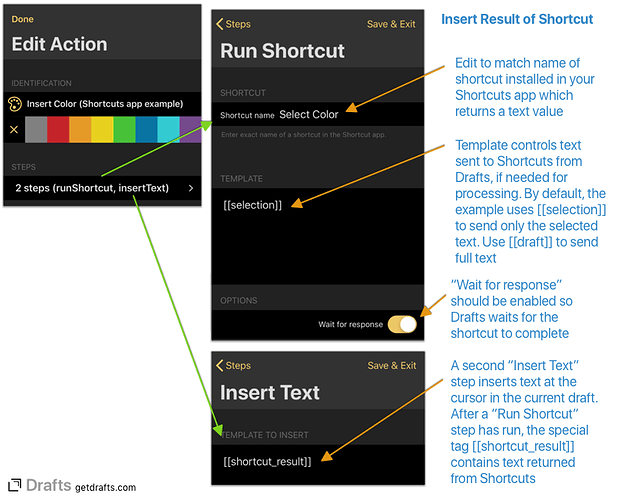 Done
Edit Action
IDENTIFICATION
Insert Color (Shortcuts app example)
STEPS
2 steps (runShortcut, insertText)
Steps
Save & Exit
Run Shortcut
SHORTCUT
Shortcut name Select Color
Enter exact name of a shortcut in the Shortcut app.
TEMPLATE
[[selection]]
OPTIONS
Wait for response
Steps
Save & Exit
Insert Text
TEMPLATE TO INSERT
[[shortcut_result]]
Insert Result of Shortcut
Edit to match name of
shortcut installed in your
Shortcuts app which
returns a text value
Template controls text
sent to Shortcuts from
Drafts, if needed for
processing. By default, the
example uses [[selection]]
to send only the selected
text. Use [[draft]] to send
full text
“Wait for response”
should be enabled so
Drafts waits for the
shortcut to complete
A second “Insert Text”
step inserts text at the
cursor in the current draft.
After a “Run Shortcut”
step has run, the special
tag [[shortcut_result]]
contains text returned
from Shortcuts
Drafts getdrafts.com